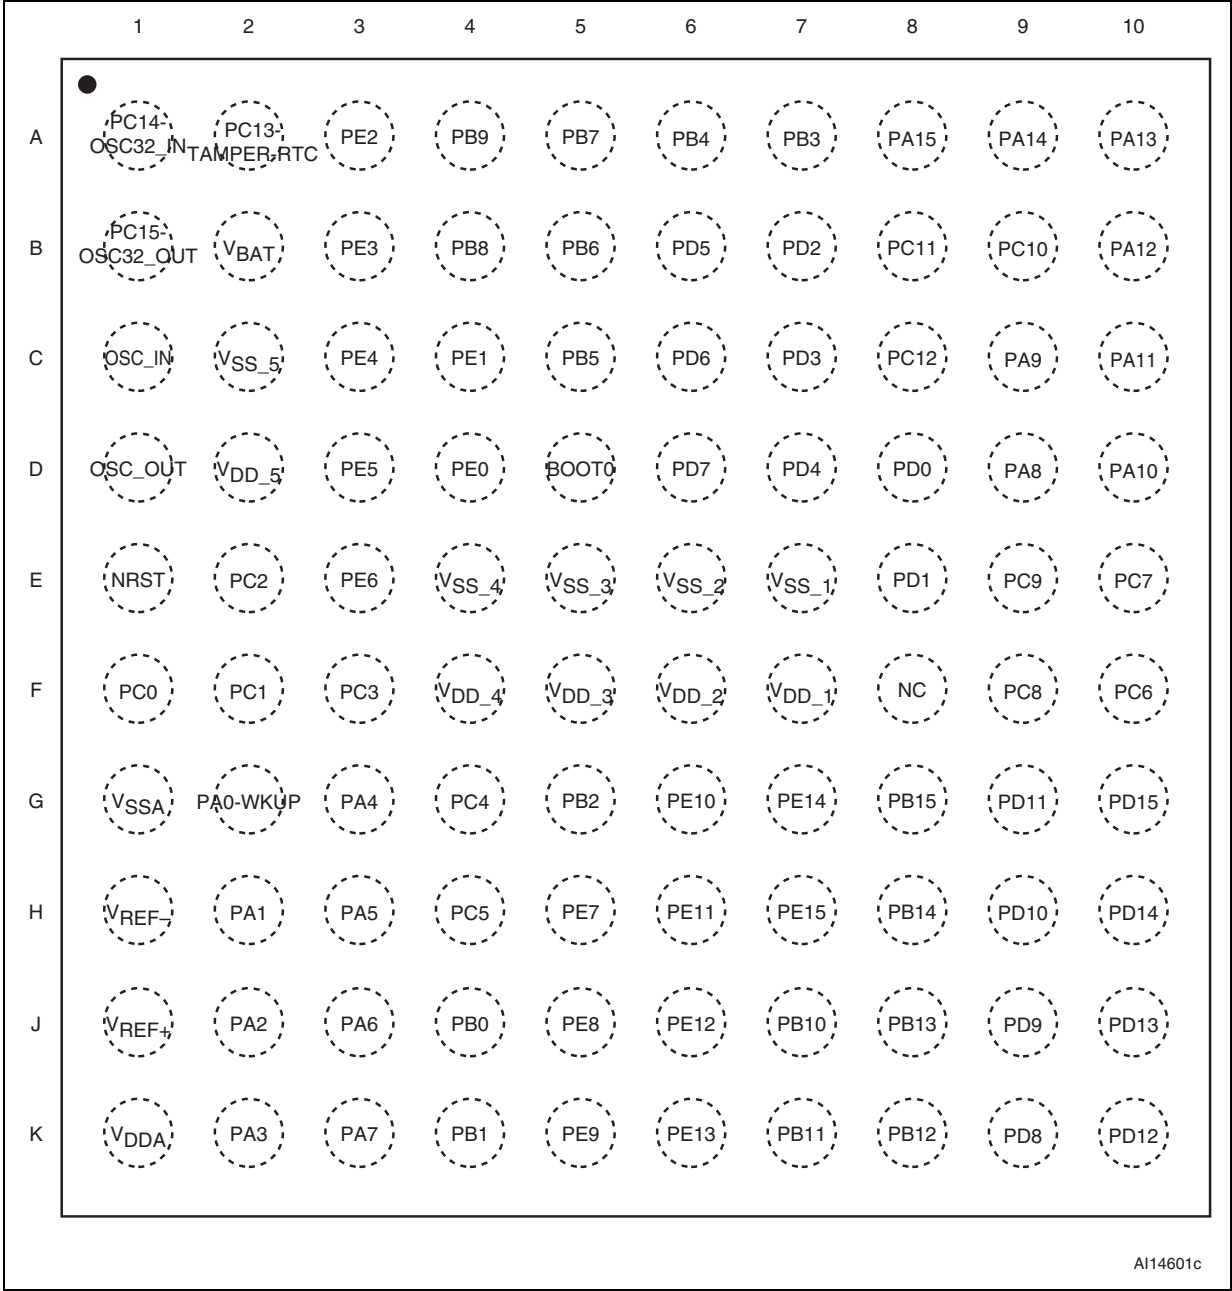 1 2 3 4 5 6 7 8 9 10
A PC14-OSC32_IN PC13-TAMPER-RTC PE2 PB9 PB7 PB4 PB3 PA15 PA14 PA13
B PC15-OSC32_OUT VBAT PE3 PB8 PB6 PD5 PD2 PC11 PC10 PA12
C OSC_IN VSS_5 PE4 PE1 PB5 PD6 PD3 PC12 PA9 PA11
D OSC_OUT VDD_5 PE5 PE0 BOOT0 PD7 PD4 PD0 PA8 PA10
E NRST PC2 PE6 VSS_4 VSS_3 VSS_2 VSS_1 PD1 PC9 PC7
F PC0 PC1 PC3 VDD_4 VDD_3 VDD_2 VDD_1 NC PC8 PC6
G VSSA PA0-WKUP PA4 PC4 PB2 PE10 PE14 PB15 PD11 PD15
H VREF– PA1 PA5 PC5 PE7 PE11 PE15 PB14 PD10 PD14
J VREF+ PA2 PA6 PB0 PE8 PE12 PB10 PB13 PD9 PD13
K VDDA PA3 PA7 PB1 PE9 PE13 PB11 PB12 PD8 PD12
AI14601c